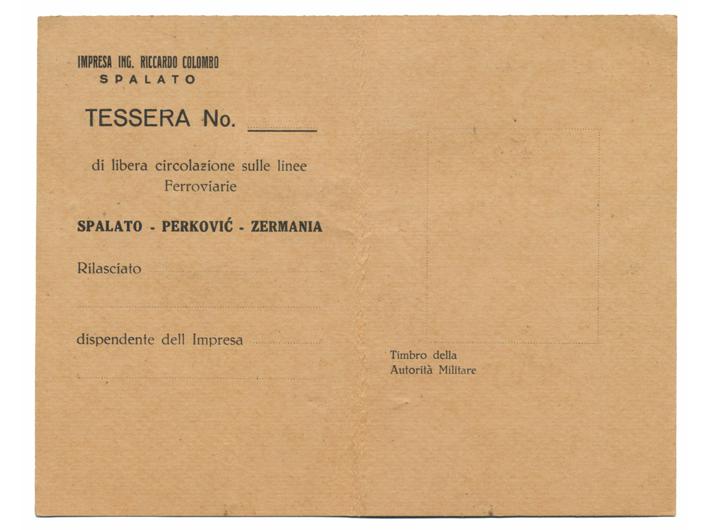 IMPRESA ING. RICCARDO COLOMBO
SPALATO
TESSERA No.
di libera circolazione sulle linee
Ferroviarie
SPALATO - PERKOVIĆ - ZERMANIA
Rilasciato
dispendente dell Impresa
Timbro della
Autorità Militare